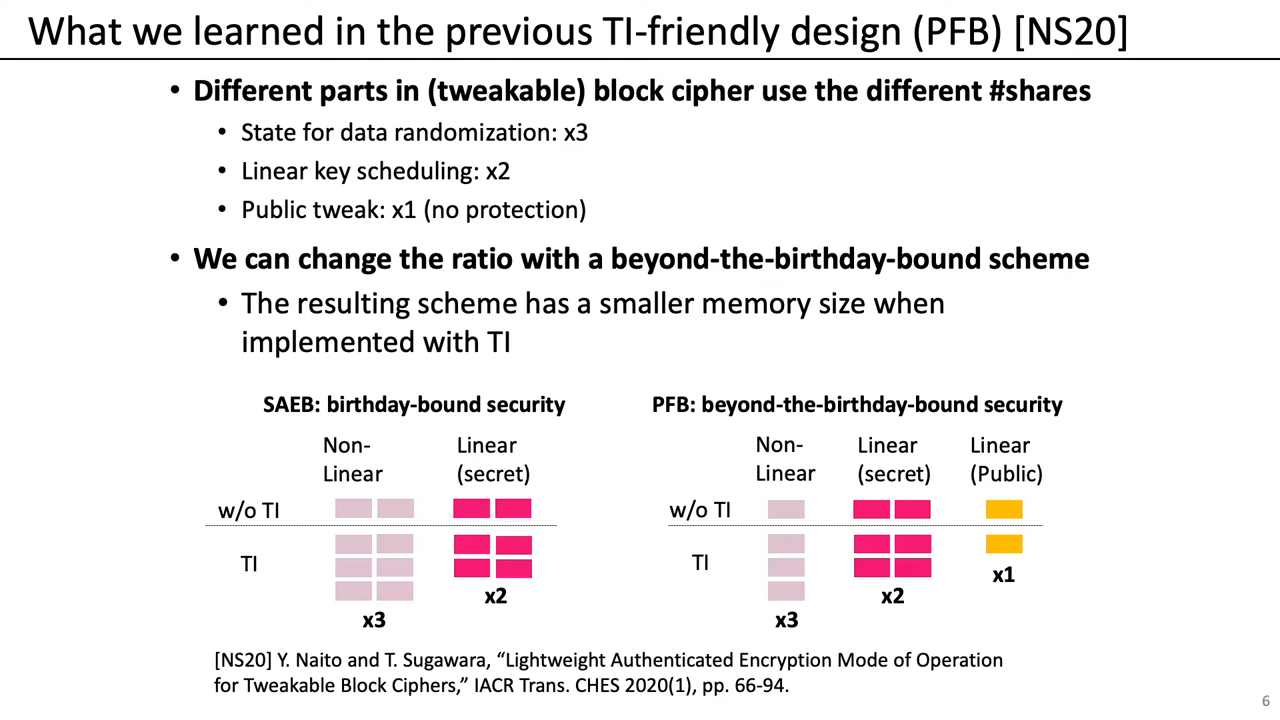 What we learned in the previous TI-friendly design (PFB) [NS20]
• Different parts in (tweakable) block cipher use the different #shares
• State for data randomization: x3
• Linear key scheduling: x2
• Public tweak: x1 (no protection)
• We can change the ratio with a beyond-the-birthday-bound scheme
• The resulting scheme has a smaller memory size when
implemented with TI
SAEB: birthday-bound security
Non-
Linear
Linear
(secret)
w/o TI
TI
x3
x2
PFB: beyond-the-birthday-bound security
Non-
Linear
Linear
(secret)
Linear
(Public)
w/o TI
TI
x3
x2
x1
[NS20] Y. Naito and T. Sugawara, “Lightweight Authenticated Encryption Mode of Operation
for Tweakable Block Ciphers,” IACR Trans. CHES 2020(1), pp. 66-94.
6